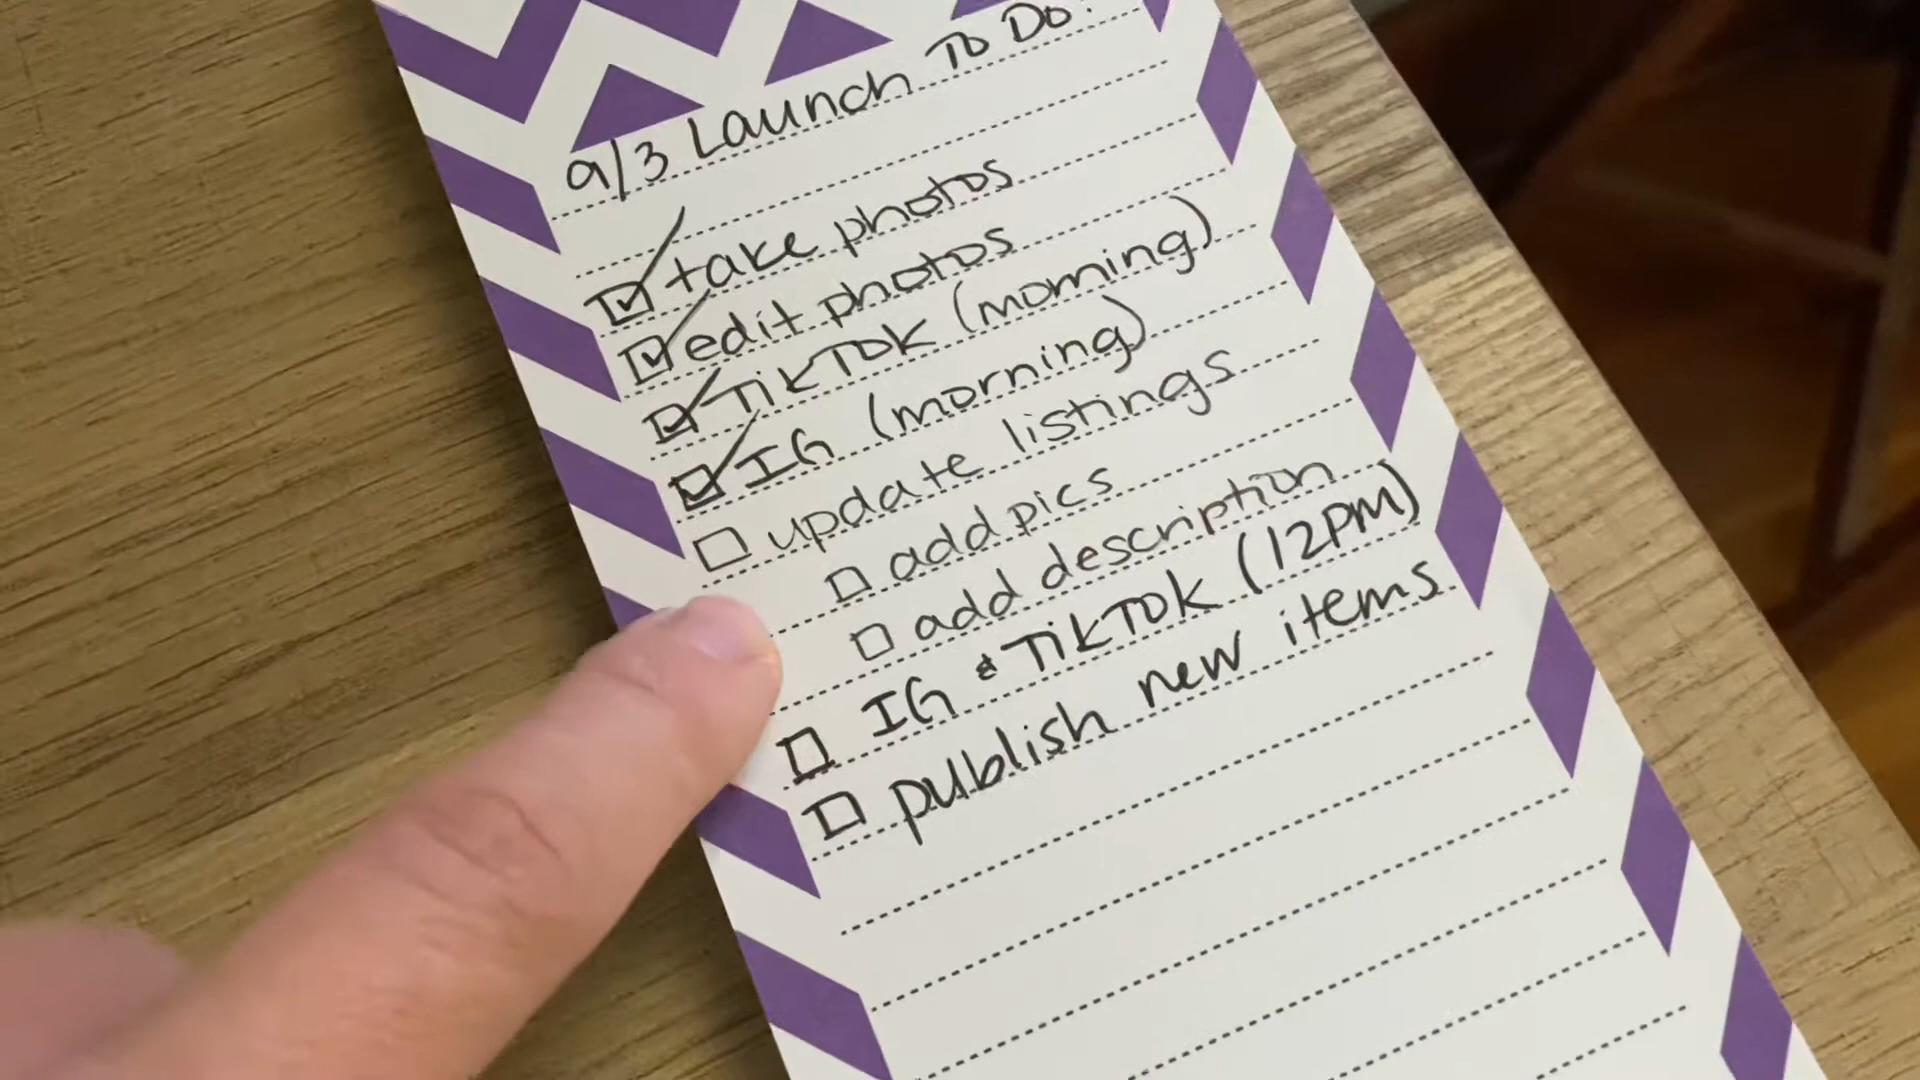 9/3 Launch To Do:
☑ take photos
☑ edit photos
☑ TikTok (morning)
☑ IG (morning)
☐ update listings
☐ add pics
☐ add description
☐ IG & TikTok (12PM)
☐ publish new items